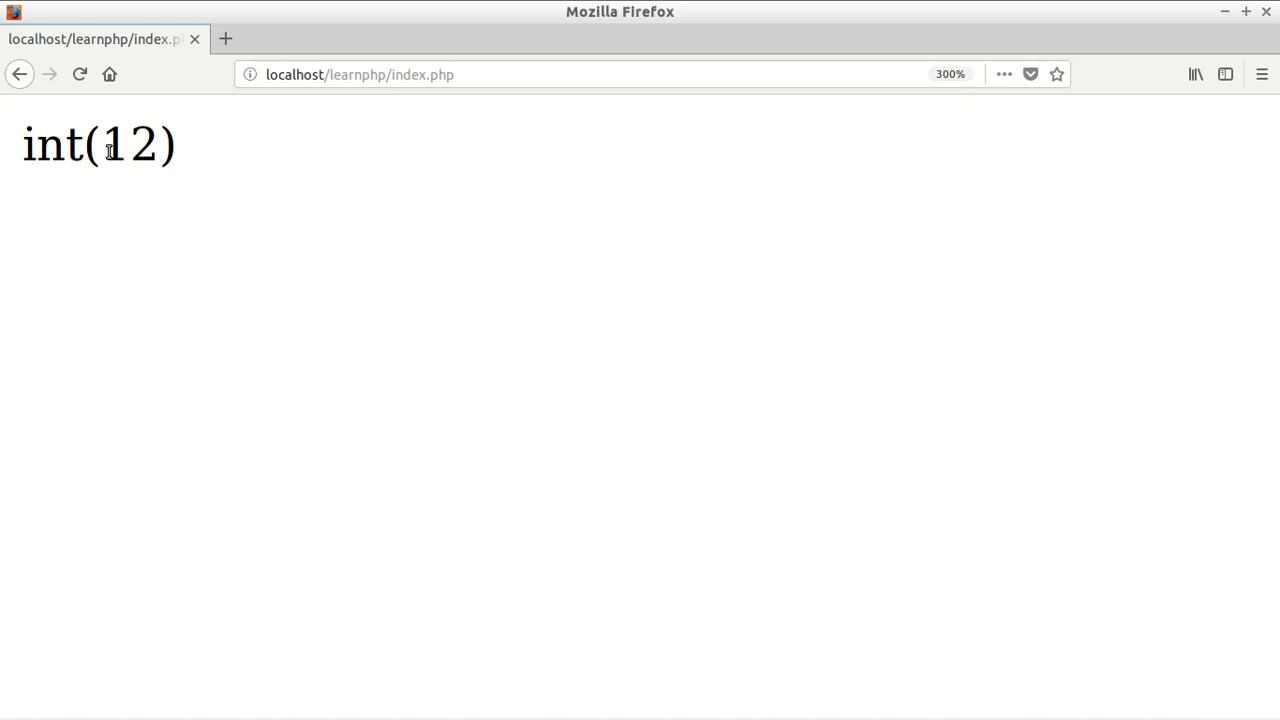 Mozilla Firefox
localhost/learnphp/index.p
localhost/learnphp/index.php
300%
int(12)